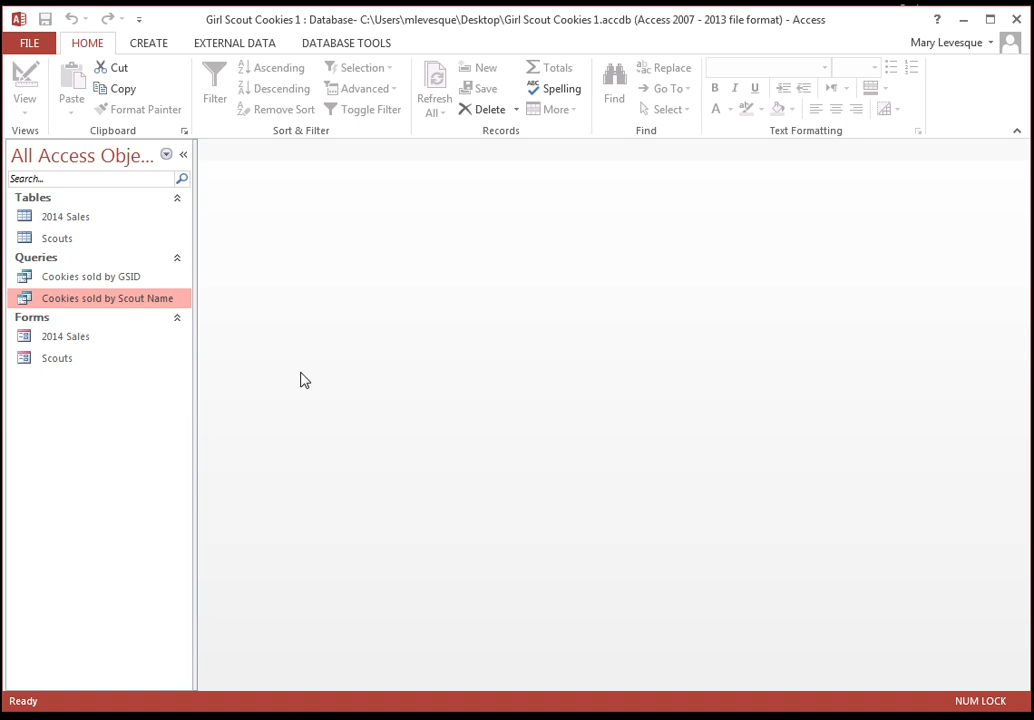 Girl Scout Cookies 1 : Database- C:\Users\mlevesque\Desktop\Girl Scout Cookies 1.accdb (Access 2007 - 2013 file format) - Access
?
FILE HOME CREATE EXTERNAL DATA DATABASE TOOLS Mary Levesque
View
Views
Paste
Cut
Copy
Format Painter
Clipboard
Filter
Ascending
Descending
Remove Sort
Selection
Advanced
Toggle Filter
Sort & Filter
Refresh
All
New
Save
Delete
Totals
Spelling
More
Records
Find
Replace
Go To
Select
Find
B I U
A
Text Formatting
All Access Obje... «
Search...
Tables
2014 Sales
Scouts
Queries
Cookies sold by GSID
Cookies sold by Scout Name
Forms
2014 Sales
Scouts
Ready NUM LOCK